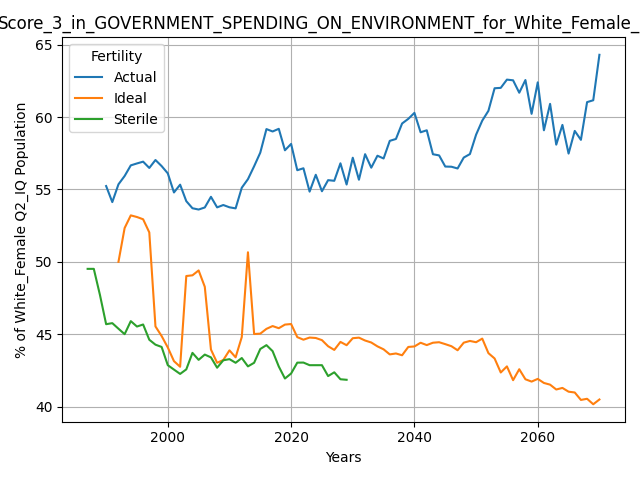 Score_3_in_GOVERNMENT_SPENDING_ON_ENVIRONMENT_for_White_Female_
Fertility
Actual
Ideal
Sterile
% of White_Female Q2_IQ Population
65
60
55
50
45
40
2000
2020
2040
2060
Years